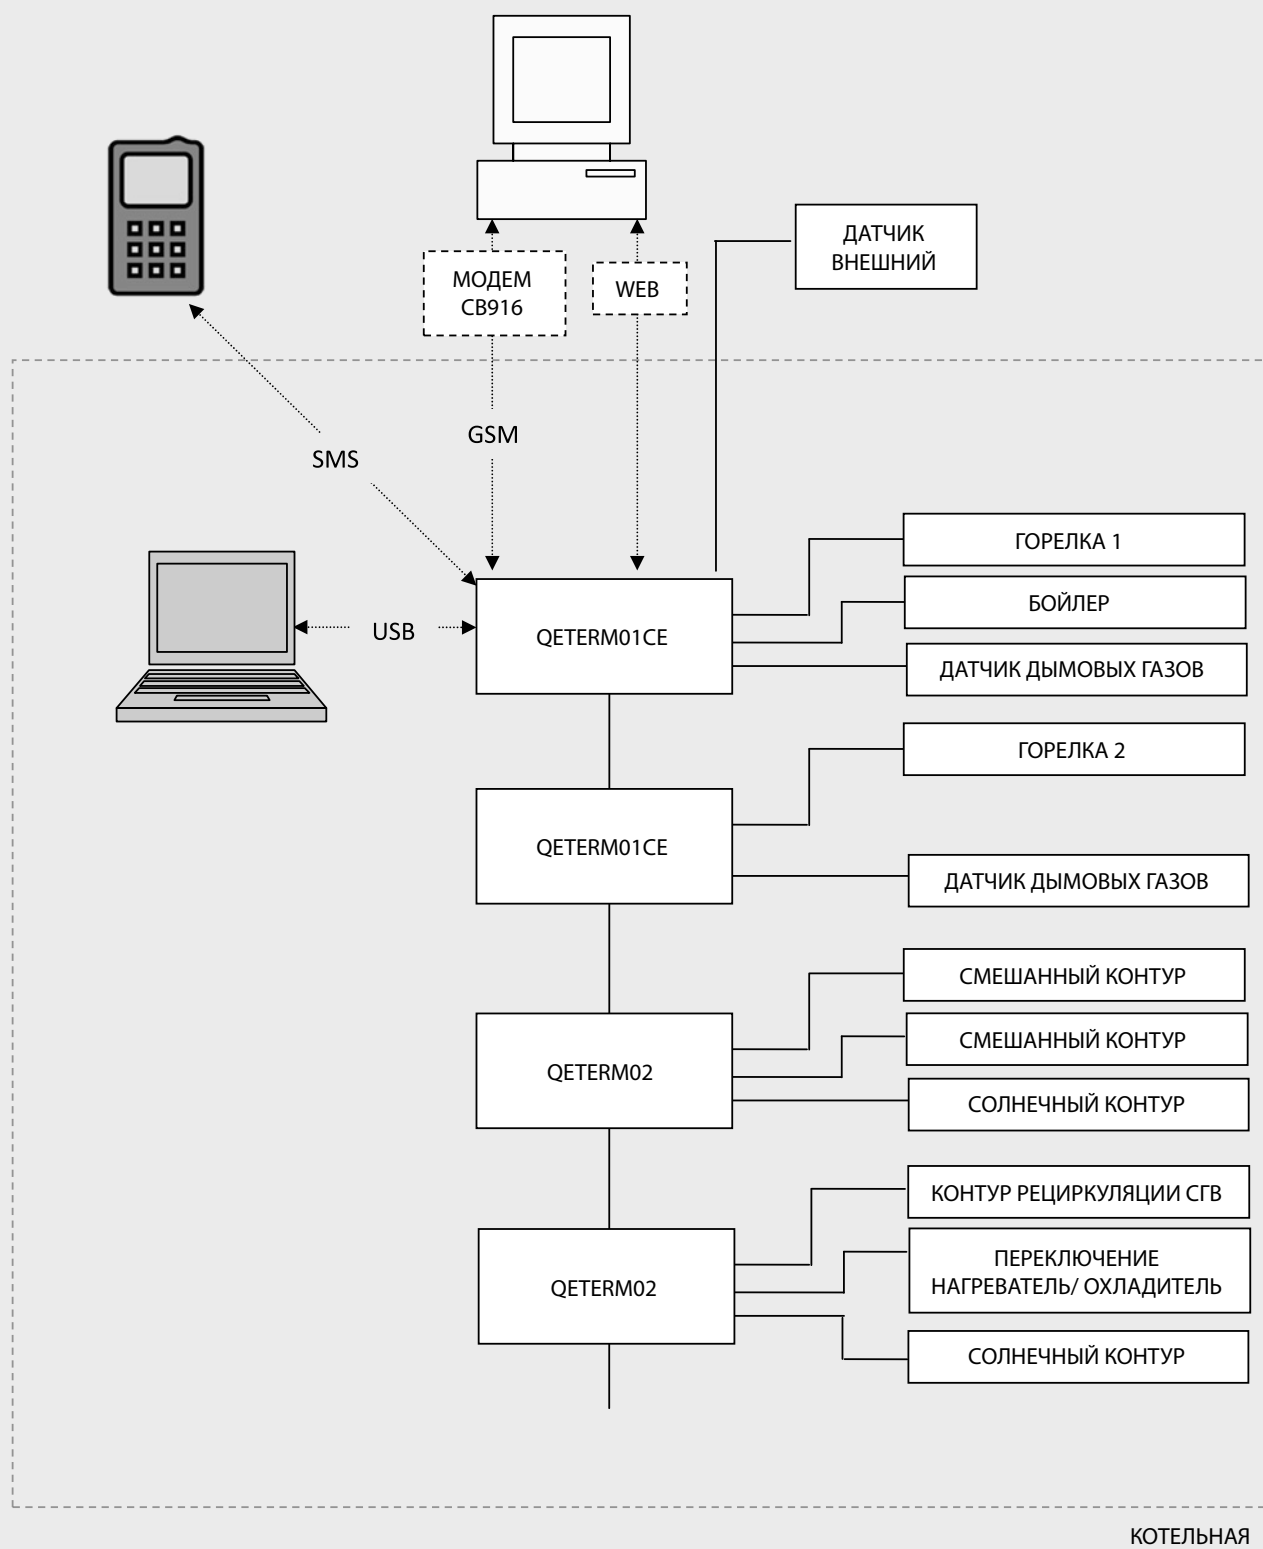 ДАТЧИК
ВНЕШНИЙ
МОДЕМ
CB916
WEB
GSM
SMS
USB
QETERM01CE
ГОРЕЛКА 1
БОЙЛЕР
ДАТЧИК ДЫМОВЫХ ГАЗОВ
QETERM01CE
ГОРЕЛКА 2
ДАТЧИК ДЫМОВЫХ ГАЗОВ
QETERM02
СМЕШАННЫЙ КОНТУР
СМЕШАННЫЙ КОНТУР
СОЛНЕЧНЫЙ КОНТУР
QETERM02
КОНТУР РЕЦИРКУЛЯЦИИ СГВ
ПЕРЕКЛЮЧЕНИЕ
НАГРЕВАТЕЛЬ/ ОХЛАДИТЕЛЬ
СОЛНЕЧНЫЙ КОНТУР
КОТЕЛЬНАЯ